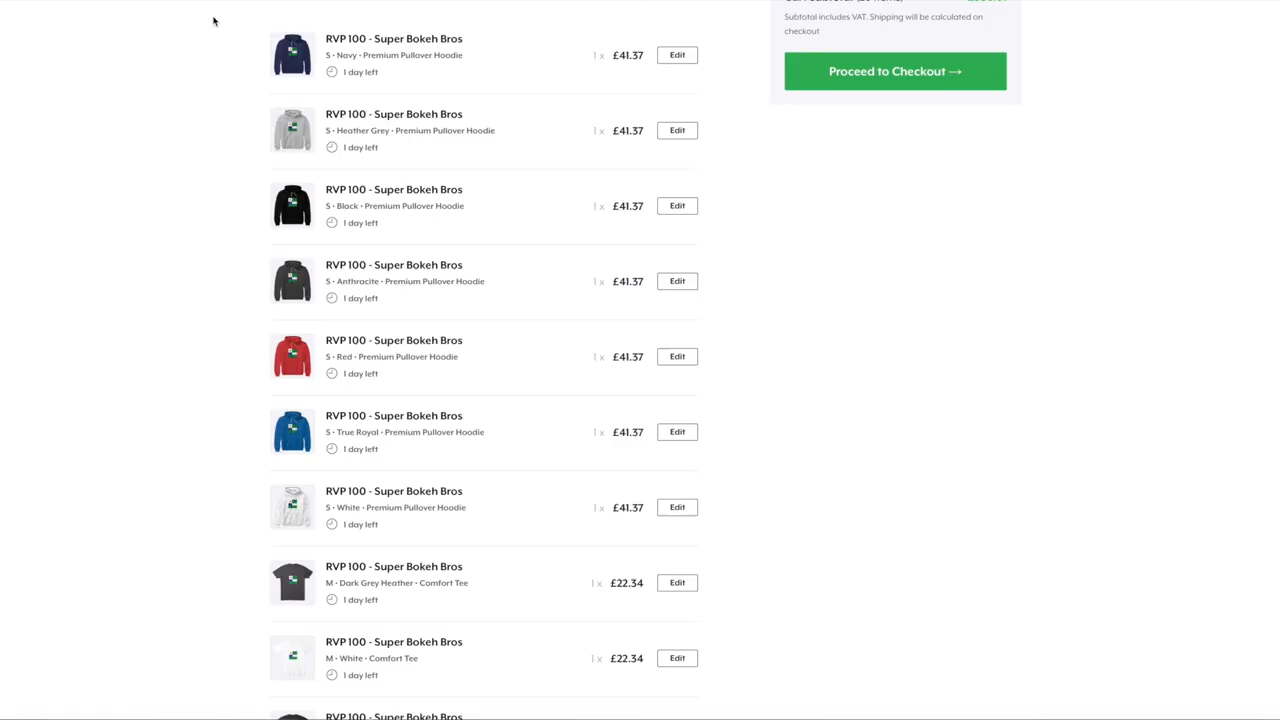 Subtotal includes VAT. Shipping will be calculated on
checkout
Proceed to Checkout →
RVP 100 - Super Bokeh Bros
S • Navy • Premium Pullover Hoodie
1 day left
1 x £41.37 Edit
RVP 100 - Super Bokeh Bros
S • Heather Grey • Premium Pullover Hoodie
1 day left
1 x £41.37 Edit
RVP 100 - Super Bokeh Bros
S • Black • Premium Pullover Hoodie
1 day left
1 x £41.37 Edit
RVP 100 - Super Bokeh Bros
S • Anthracite • Premium Pullover Hoodie
1 day left
1 x £41.37 Edit
RVP 100 - Super Bokeh Bros
S • Red • Premium Pullover Hoodie
1 day left
1 x £41.37 Edit
RVP 100 - Super Bokeh Bros
S • True Royal • Premium Pullover Hoodie
1 day left
1 x £41.37 Edit
RVP 100 - Super Bokeh Bros
S • White • Premium Pullover Hoodie
1 day left
1 x £41.37 Edit
RVP 100 - Super Bokeh Bros
M • Dark Grey Heather • Comfort Tee
1 day left
1 x £22.34 Edit
RVP 100 - Super Bokeh Bros
M • White • Comfort Tee
1 day left
1 x £22.34 Edit
RVP 100 - Super Bokeh Bros